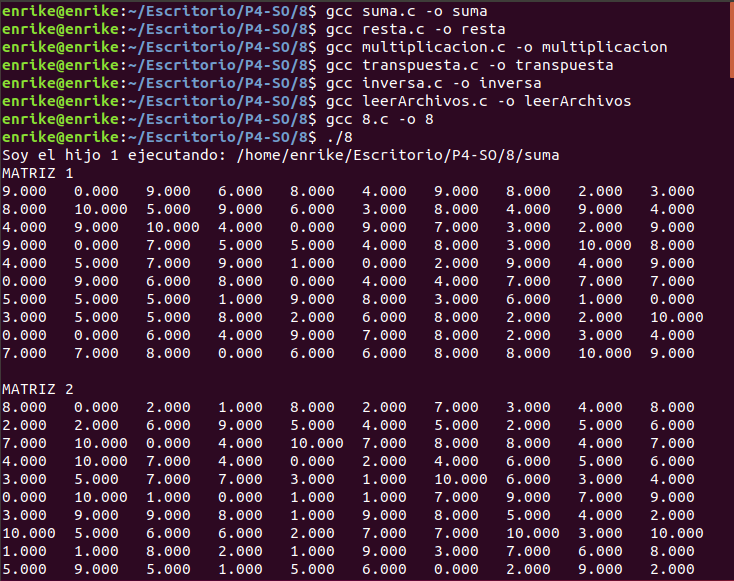 enrike@enrike:~/Escritorio/P4-SO/8$ gcc suma.c -o suma
enrike@enrike:~/Escritorio/P4-SO/8$ gcc resta.c -o resta
enrike@enrike:~/Escritorio/P4-SO/8$ gcc multiplicacion.c -o multiplicacion
enrike@enrike:~/Escritorio/P4-SO/8$ gcc transpuesta.c -o transpuesta
enrike@enrike:~/Escritorio/P4-SO/8$ gcc inversa.c -o inversa
enrike@enrike:~/Escritorio/P4-SO/8$ gcc leerArchivos.c -o leerArchivos
enrike@enrike:~/Escritorio/P4-SO/8$ gcc 8.c -o 8
enrike@enrike:~/Escritorio/P4-SO/8$ ./8
Soy el hijo 1 ejecutando: /home/enrike/Escritorio/P4-SO/8/suma
MATRIZ 1
9.000 0.000 9.000 6.000 8.000 4.000 9.000 8.000 2.000 3.000
8.000 10.000 5.000 9.000 6.000 3.000 8.000 4.000 9.000 4.000
4.000 9.000 10.000 4.000 0.000 9.000 7.000 3.000 2.000 9.000
9.000 0.000 7.000 5.000 5.000 4.000 8.000 3.000 10.000 8.000
4.000 5.000 7.000 9.000 1.000 0.000 2.000 9.000 4.000 9.000
0.000 9.000 6.000 8.000 0.000 4.000 4.000 7.000 7.000 7.000
5.000 5.000 5.000 1.000 9.000 8.000 3.000 6.000 1.000 0.000
3.000 5.000 5.000 8.000 2.000 6.000 8.000 2.000 2.000 10.000
0.000 0.000 6.000 4.000 9.000 7.000 8.000 2.000 3.000 4.000
7.000 7.000 8.000 0.000 6.000 6.000 8.000 8.000 10.000 9.000
MATRIZ 2
8.000 0.000 2.000 1.000 8.000 2.000 7.000 3.000 4.000 8.000
2.000 2.000 6.000 9.000 5.000 4.000 5.000 2.000 5.000 6.000
7.000 10.000 0.000 4.000 10.000 7.000 8.000 8.000 4.000 7.000
4.000 10.000 7.000 4.000 0.000 2.000 4.000 6.000 5.000 6.000
3.000 5.000 7.000 7.000 3.000 1.000 10.000 6.000 3.000 4.000
0.000 10.000 1.000 0.000 1.000 1.000 7.000 9.000 7.000 9.000
3.000 9.000 9.000 8.000 1.000 9.000 8.000 5.000 4.000 2.000
10.000 5.000 6.000 6.000 2.000 7.000 7.000 10.000 3.000 10.000
1.000 1.000 8.000 2.000 1.000 9.000 3.000 7.000 6.000 8.000
5.000 9.000 5.000 1.000 5.000 6.000 0.000 2.000 9.000 2.000